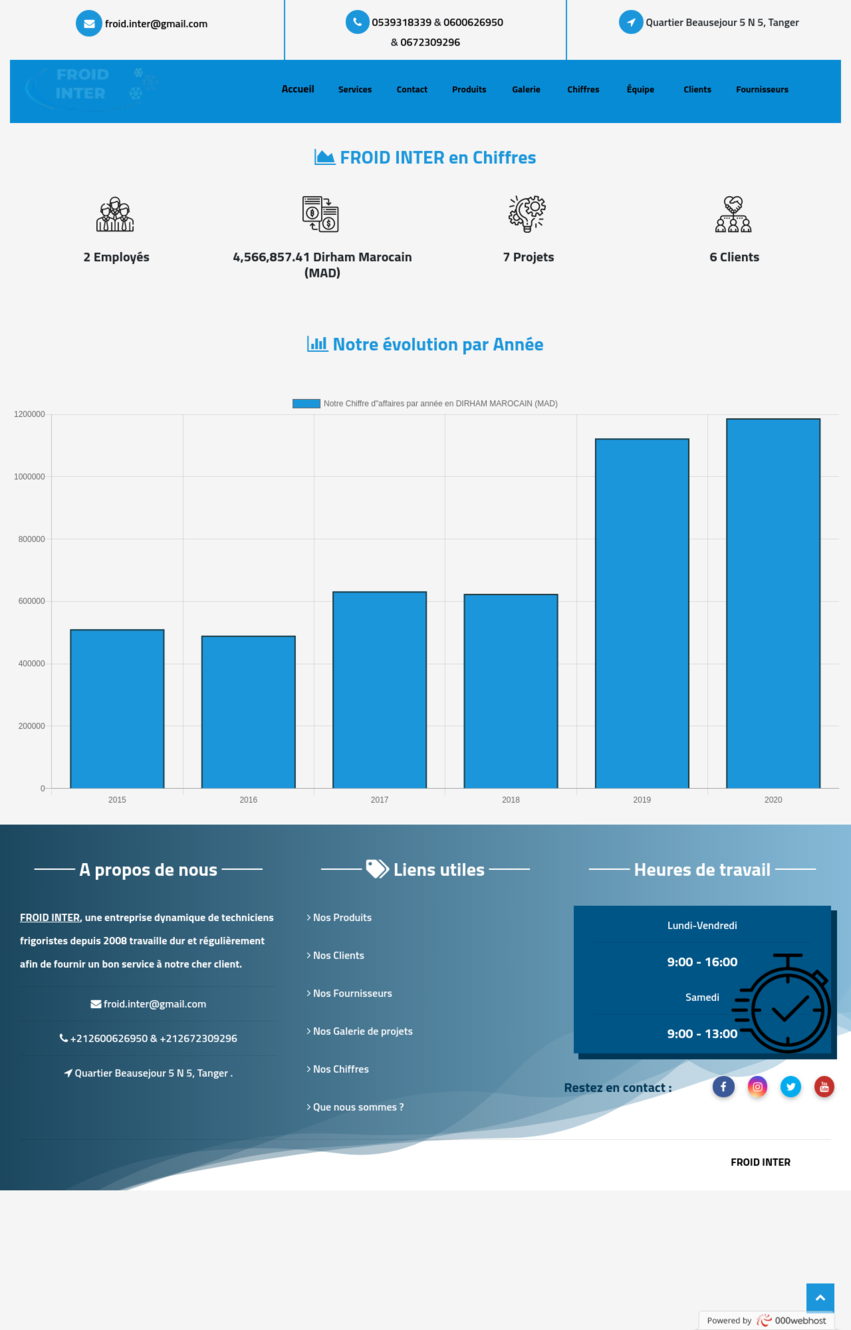 froid.inter@gmail.com
0539318339 & 0600626950
& 0672309296
Quartier Beausejour 5 N 5, Tanger
FROID
INTER
Accueil
Services
Contact
Produits
Galerie
Chiffres
Équipe
Clients
Fournisseurs
FROID INTER en Chiffres
2 Employés
4,566,857.41 Dirham Marocain
(MAD)
7 Projets
6 Clients
Notre évolution par Année
Notre Chiffre d"affaires par année en DIRHAM MAROCAIN (MAD)
1200000
1000000
800000
600000
400000
200000
0
2015
2016
2017
2018
2019
2020
A propos de nous
FROID INTER, une entreprise dynamique de techniciens
frigoristes depuis 2008 travaille dur et régulièrement
afin de fournir un bon service à notre cher client.
froid.inter@gmail.com
+212600626950 & +212672309296
Quartier Beausejour 5 N 5, Tanger .
Liens utiles
Nos Produits
Nos Clients
Nos Fournisseurs
Nos Galerie de projets
Nos Chiffres
Que nous sommes ?
Heures de travail
Lundi-Vendredi
9:00 - 16:00
Samedi
9:00 - 13:00
Restez en contact :
You
FROID INTER
Powered by 000webhost